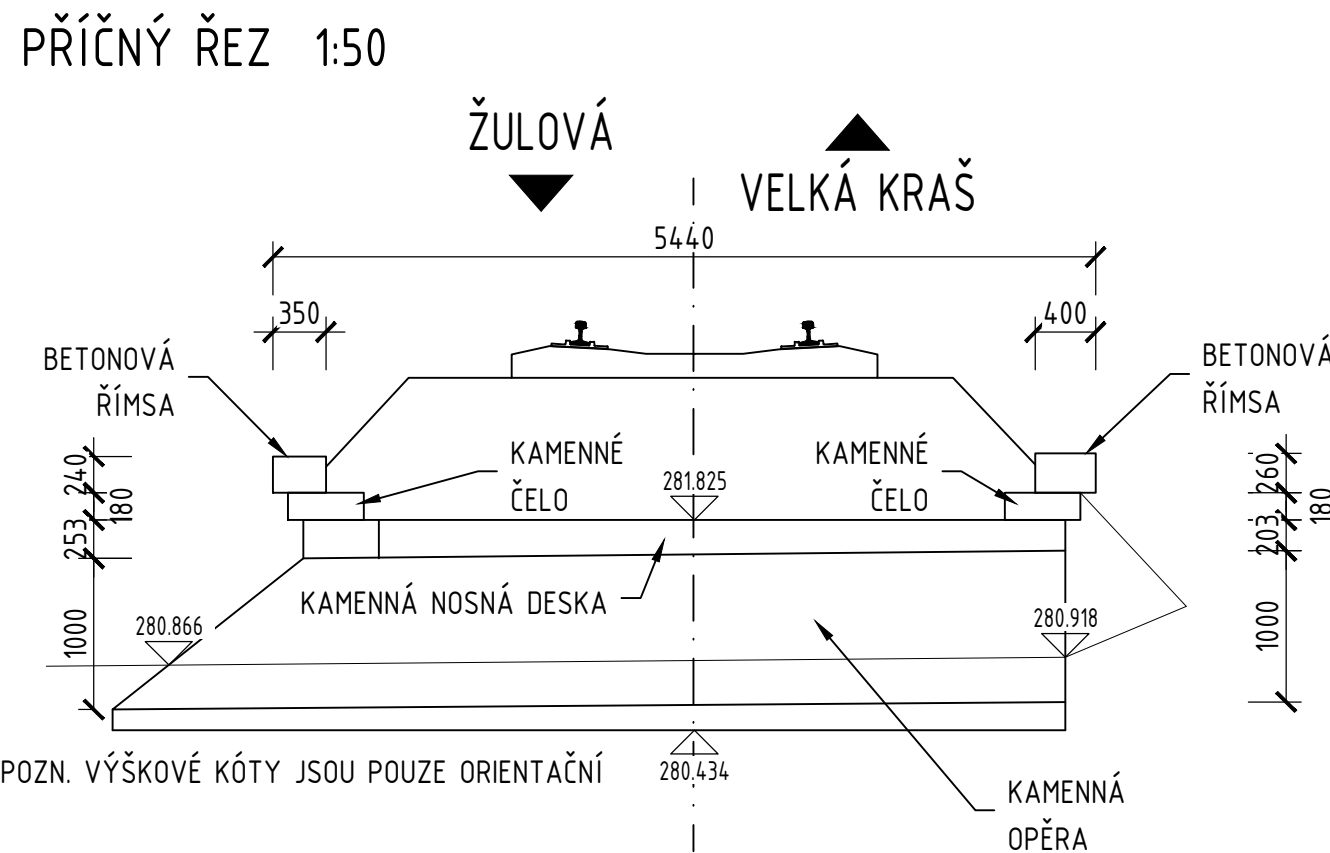 PŘÍČNÝ ŘEZ 1:50
ŽULOVÁ
VELKÁ KRAŠ
5440
350
400
BETONOVÁ
ŘÍMSA
BETONOVÁ
ŘÍMSA
KAMENNÉ
ČELO
KAMENNÉ
ČELO
281.825
240
180
253
1000
260
180
203
1000
KAMENNÁ NOSNÁ DESKA
280.866
280.918
POZN. VÝŠKOVÉ KÓTY JSOU POUZE ORIENTAČNÍ
280.434
KAMENNÁ
OPĚRA